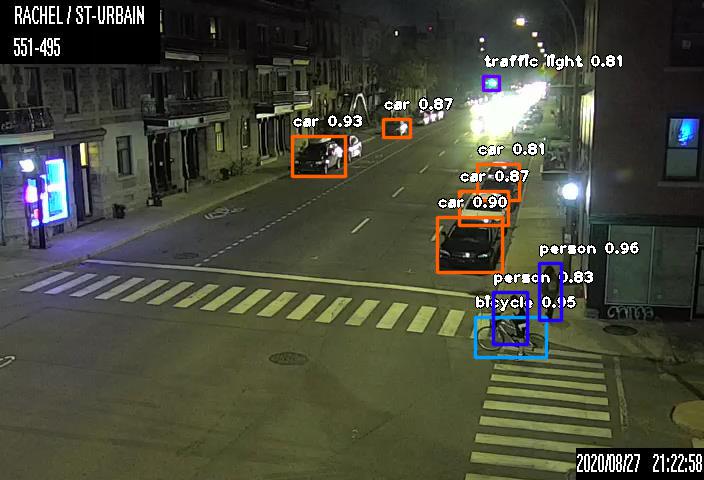 RACHEL / ST-URBAIN
551-495
traffic light 0.81
car 0.87
car 0.93
car 0.81
car 0.87
car 0.90
person 0.96
person 0.83
bicycle 0.95
2020/08/27 21:22:58